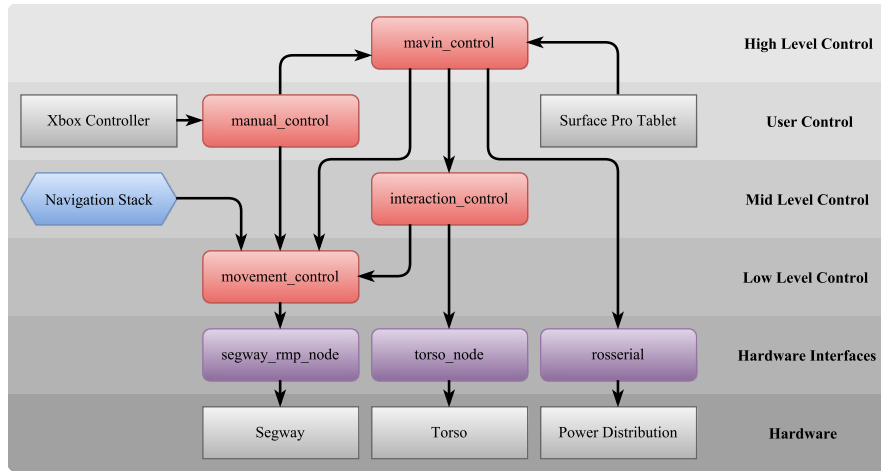 mavin_control
High Level Control
Xbox Controller
manual_control
Surface Pro Tablet
User Control
Navigation Stack
interaction_control
Mid Level Control
movement_control
Low Level Control
segway_rmp_node
torso_node
rosserial
Hardware Interfaces
Segway
Torso
Power Distribution
Hardware